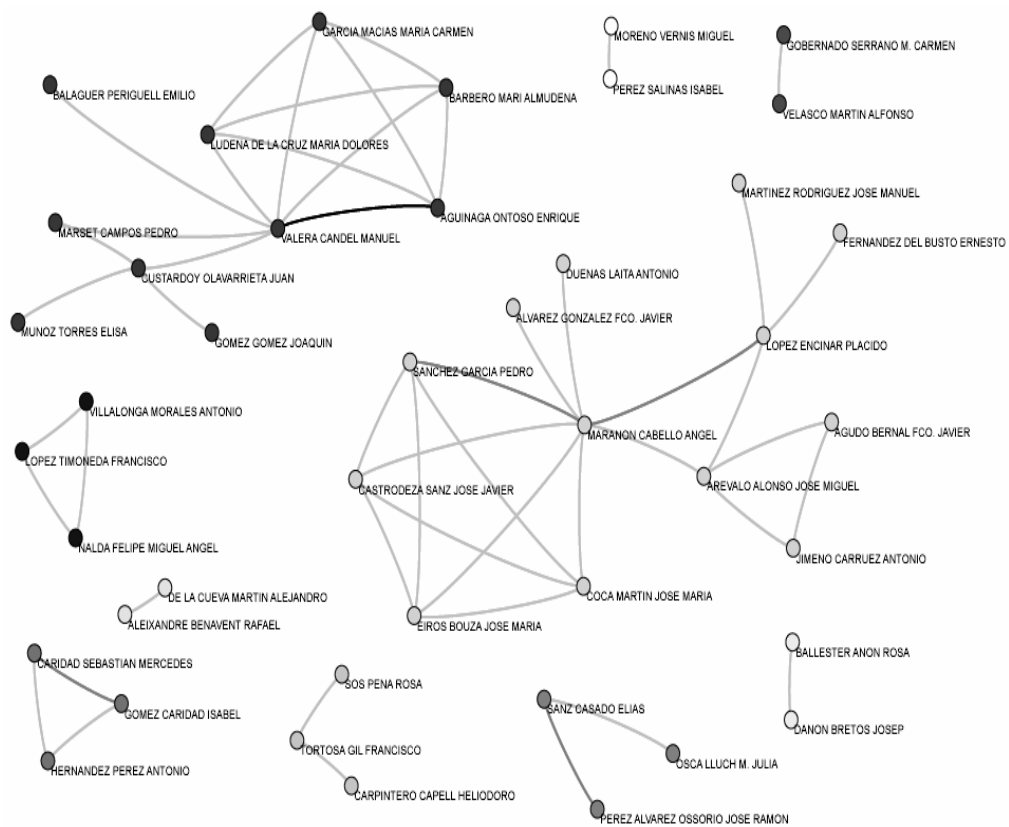 GARCIA MACIAS MARIA CARMEN
MORENO VERNIS MIGUEL
GOBERNADO SERRANO M. CARMEN
BALAGUER PERIGUELL EMILIO
BARBERO MARI ALMUDENA
PEREZ SALINAS ISABEL
VELASCO MARTIN ALFONSO
LUDENA DE LA CRUZ MARIA DOLORES
MARTINEZ RODRIGUEZ JOSE MANUEL
AGUINAGA ONTOSO ENRIQUE
MARSET CAMPOS PEDRO
VALERA CANDEL MANUEL
FERNANDEZ DEL BUSTO ERNESTO
GUSTARDOY OLAVARRIETA JUAN
DUENAS LAITA ANTONIO
ALVAREZ GONZALEZ FCO. JAVIER
MUNOZ TORRES ELISA
GOMEZ GOMEZ JOAQUIN
LOPEZ ENCINAR PLACIDO
SANCHEZ GARCIA PEDRO
VILLALONGA MORALES ANTONIO
MARANON CABELLO ANGEL
AGUDO BERNAL FCO. JAVIER
LOPEZ TIMONEDA FRANCISCO
CASTRODEZA SANZ JOSE JAVIER
AREVALO ALONSO JOSE MIGUEL
NALDA FELIPE MIGUEL ANGEL
JIMENO CARRUEZ ANTONIO
DE LA CUEVA MARTIN ALEJANDRO
COCA MARTIN JOSE MARIA
ALEIXANDRE BENAVENT RAFAEL
EIROS BOUZA JOSE MARIA
BALLESTER ANON ROSA
CARIDAD SEBASTIAN MERCEDES
SOS PENA ROSA
GOMEZ CARIDAD ISABEL
SANZ CASADO ELIAS
DANON BRETOS JOSEP
TORTOSA GIL FRANCISCO
HERNANDEZ PEREZ ANTONIO
OSCA LLUCH M. JULIA
CARPINTERO CAPELL HELIODORO
PEREZ ALVAREZ OSSORIO JOSE RAMON